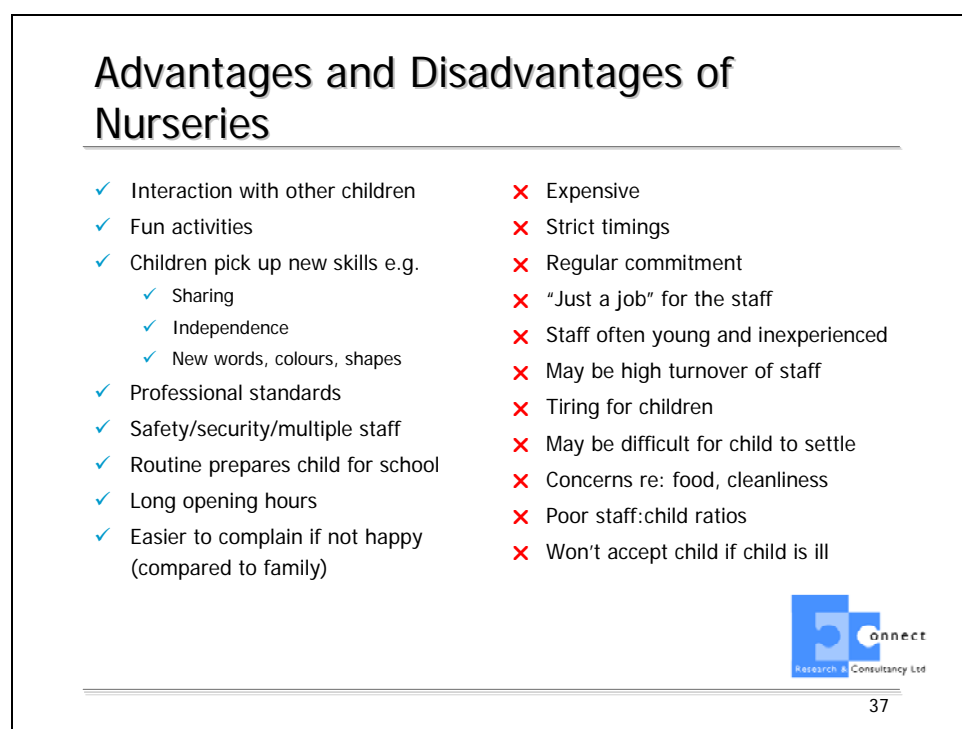 Advantages and Disadvantages of
Nurseries
Interaction with other children
Fun activities
Children pick up new skills e.g.
Sharing
Independence
New words, colours, shapes
Professional standards
Safety/security/multiple staff
Routine prepares child for school
Long opening hours
Easier to complain if not happy
(compared to family)
Expensive
Strict timings
Regular commitment
“Just a job” for the staff
Staff often young and inexperienced
May be high turnover of staff
Tiring for children
May be difficult for child to settle
Concerns re: food, cleanliness
Poor staff:child ratios
Won’t accept child if child is ill
Connect
Research & Consultancy Ltd
37